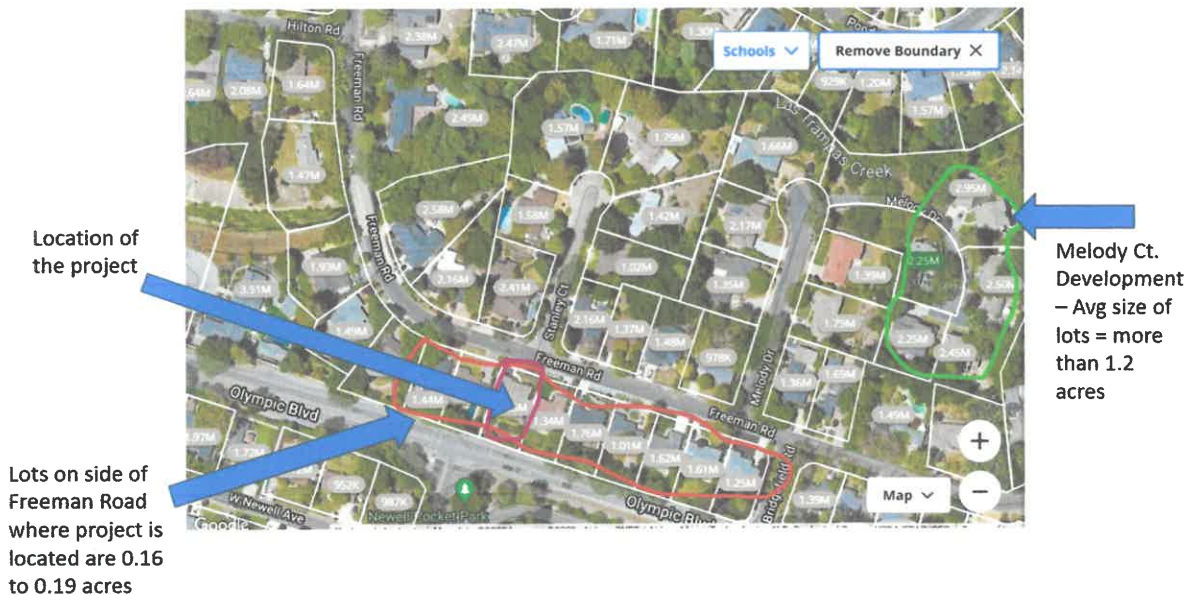 Hilton Rd
2.38M
2.47M
1.71M
1.30M
Schools
Remove Boundary ×
Freeman Rd
.64M
2.08M
1.64M
929K
1.20M
1.57M
2.49M
1.57M
1.79M
1.66M
Las Trampas Creek
1.47M
2.95M
Melody Dr
2.58M
1.58M
1.42M
2.17M
Location of
the project
Freeman Rd
1.93M
2.16M
2.41M
1.02M
1.35M
1.39M
2.25M
2.50M
Melody Ct.
Development
– Avg size of
lots = more
than 1.2
acres
3.51M
1.49M
Stanley Ct
2.16M
1.37M
1.48M
978K
1.75M
2.25M
2.45M
Freeman Rd
Melody Dr
1.36M
1.69M
1.44M
1.34M
1.76M
1.01M
1.62M
1.61M
1.25M
Freeman Rd
1.49M
Olympic Blvd
1.72M
952K
987K
Olympic Blvd
1.39M
Map
+
−
W Newell Ave
Newell Pocket Park
Google
Lots on side of
Freeman Road
where project is
located are 0.16
to 0.19 acres